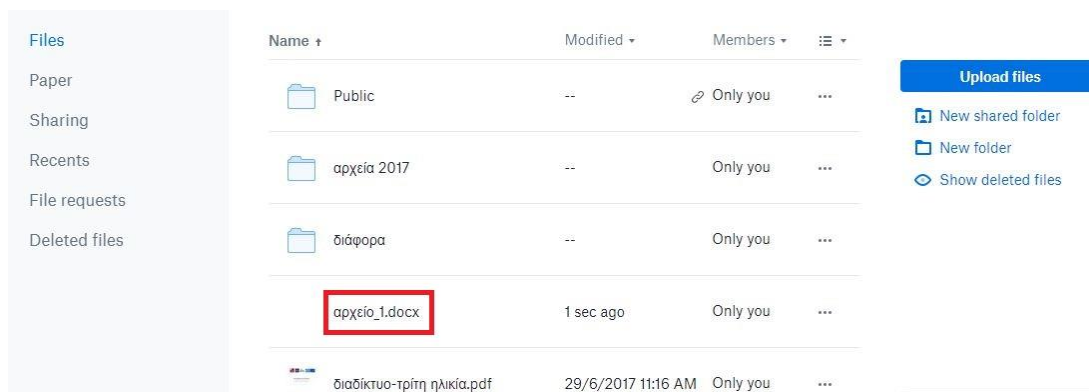 Files
Paper
Sharing
Recents
File requests
Deleted files
Name Modified Members
Public -- Only you
αρχεία 2017 -- Only you
διάφορα -- Only you
αρχείο_1.docx 1 sec ago Only you
διαδίκτυο-τρίτη ηλικία.pdf 29/6/2017 11:16 AM Only you
Upload files
New shared folder
New folder
Show deleted files